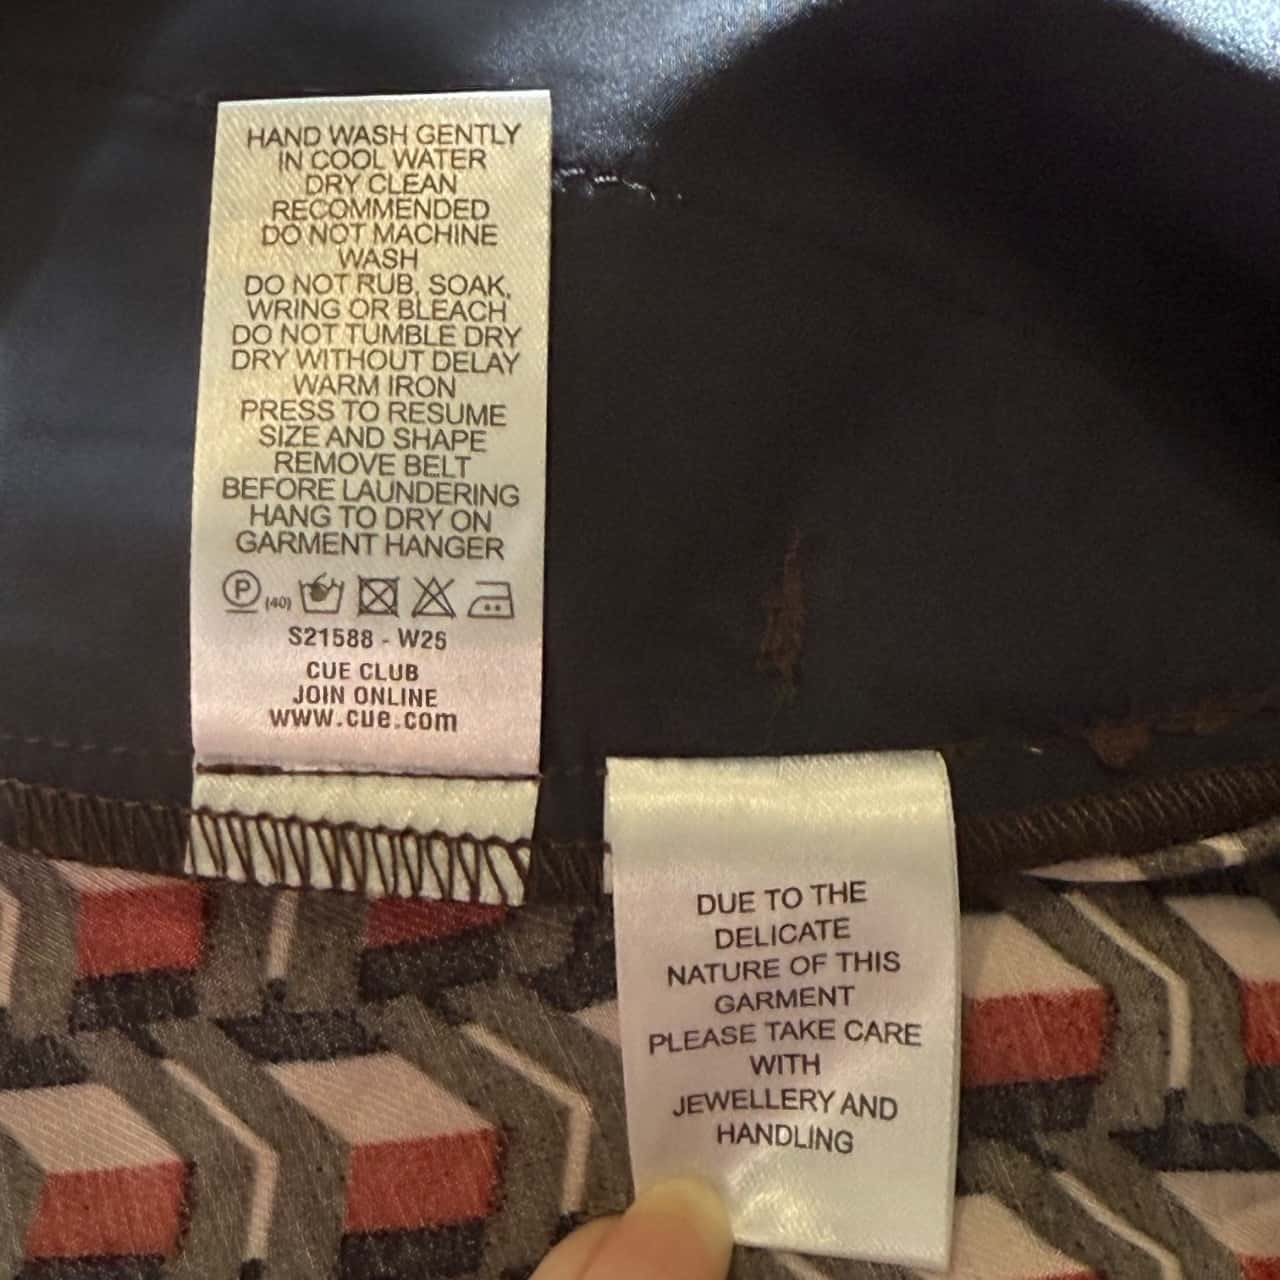 HAND WASH GENTLY
IN COOL WATER
DRY CLEAN
RECOMMENDED
DO NOT MACHINE
WASH
DO NOT RUB, SOAK,
WRING OR BLEACH
DO NOT TUMBLE DRY
DRY WITHOUT DELAY
WARM IRON
PRESS TO RESUME
SIZE AND SHAPE
REMOVE BELT
BEFORE LAUNDERING
HANG TO DRY ON
GARMENT HANGER
P (40)
S21588 - W25
CUE CLUB
JOIN ONLINE
www.cue.com
DUE TO THE
DELICATE
NATURE OF THIS
GARMENT
PLEASE TAKE CARE
WITH
JEWELLERY AND
HANDLING